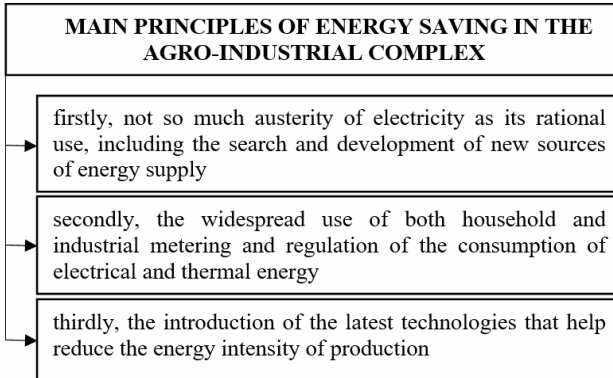 MAIN PRINCIPLES OF ENERGY SAVING IN THE
AGRO-INDUSTRIAL COMPLEX
firstly, not so much austerity of electricity as its rational
use, including the search and development of new sources
of energy supply
secondly, the widespread use of both household and
industrial metering and regulation of the consumption of
electrical and thermal energy
thirdly, the introduction of the latest technologies that help
reduce the energy intensity of production